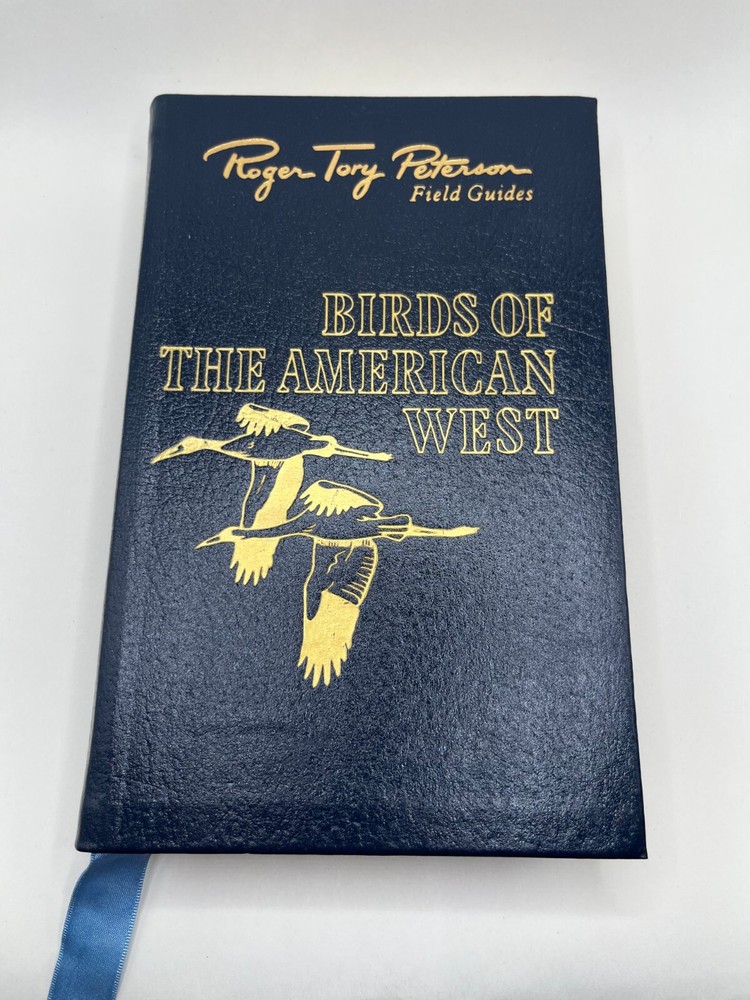 Roger Tory Peterson
Field Guides
BIRDS OF
THE AMERICAN
WEST